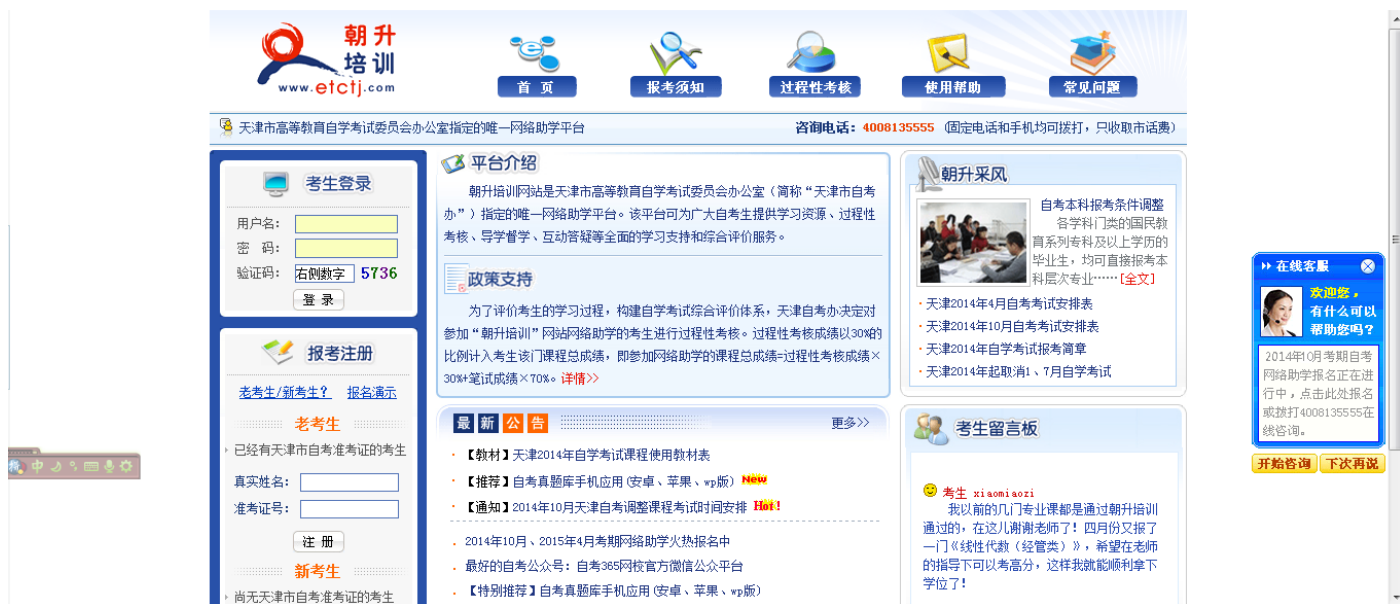 朝升
培训
www.etctj.com
首 页
报考须知
过程性考核
使用帮助
常见问题
天津市高等教育自学考试委员会办公室指定的唯一网络助学平台
咨询电话：4008135555 （固定电话和手机均可拨打，只收取市话费）
考生登录
用户名：
密 码：
验证码： 右侧数字 5736
登 录
报考注册
老考生/新考生？ 报名演示
老考生
已经有天津市自考准考证的考生
真实姓名：
准考证号：
注 册
新考生
尚无天津市自考准考证的考生
平台介绍
朝升培训网站是天津市高等教育自学考试委员会办公室（简称“天津市自考
办”）指定的唯一网络助学平台。该平台可为广大自考生提供学习资源、过程性
考核、导学督学、互动答疑等全面的学习支持和综合评价服务。
政策支持
为了评价考生的学习过程，构建自学考试综合评价体系，天津自考办决定对
参加“朝升培训”网站网络助学的考生进行过程性考核。过程性考核成绩以30%的
比例计入考生该门课程总成绩，即参加网络助学的课程总成绩=过程性考核成绩×
30%+笔试成绩×70%。详情>>
最新公告
更多>>
【教材】天津2014年自学考试课程使用教材表
【推荐】自考真题库手机应用(安卓、苹果、wp版) New
【通知】2014年10月天津自考调整课程考试时间安排 Hot!
2014年10月、2015年4月考期网络助学火热报名中
最好的自考公众号：自考365网校官方微信公众平台
【特别推荐】自考真题库手机应用(安卓、苹果、wp版)
朝升采风
自考本科报考条件调整
各学科门类的国民教
育系列专科及以上学历的
毕业生，均可直接报考本
科层次专业……[全文]
天津2014年4月自考考试安排表
天津2014年10月自考考试安排表
天津2014年自学考试报考简章
天津2014年起取消1、7月自学考试
考生留言板
考生 xiaomiaozi
我以前的几门专业课都是通过朝升培训
通过的，在这儿谢谢老师了！四月份又报了
一门《线性代数（经管类）》，希望在老师
的指导下可以考高分，这样我就能顺利拿下
学位了！
在线客服
欢迎您，
有什么可以
帮助您吗？
2014年10月考期自考
网络助学报名正在进
行中，点击此处报名
或拨打4008135555在
线咨询。
开始咨询 下次再说
中